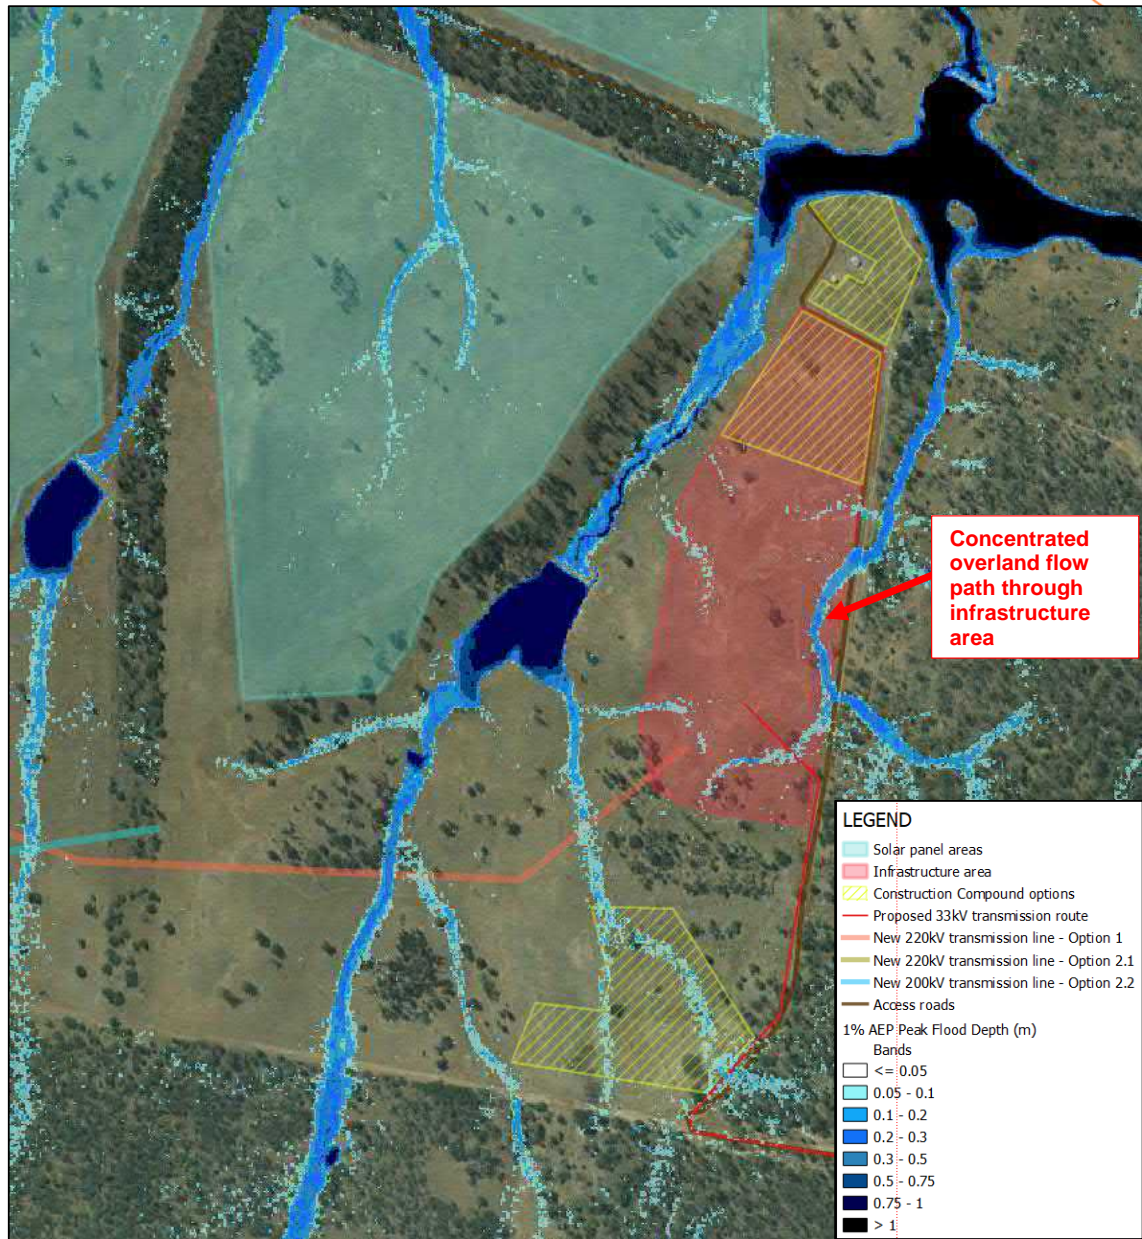 Concentrated
overland flow
path through
infrastructure
area
LEGEND
Solar panel areas
Infrastructure area
Construction Compound options
Proposed 33kV transmission route
New 220kV transmission line - Option 1
New 220kV transmission line - Option 2.1
New 200kV transmission line - Option 2.2
Access roads
1% AEP Peak Flood Depth (m)
Bands
<= 0.05
0.05 - 0.1
0.1 - 0.2
0.2 - 0.3
0.3 - 0.5
0.5 - 0.75
0.75 - 1
> 1